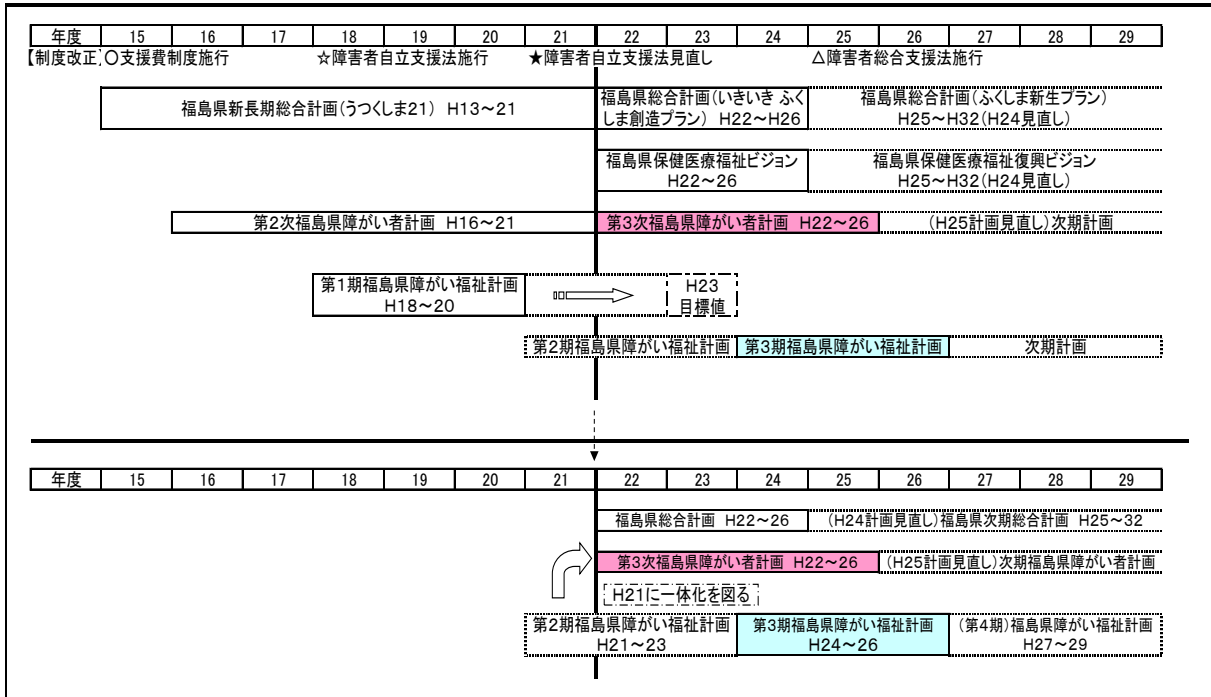 年度 15 16 17 18 19 20 21 22 23 24 25 26 27 28 29
【制度改正】○支援費制度施行 ☆障害者自立支援法施行 ★障害者自立支援法見直し △障害者総合支援法施行
福島県新長期総合計画(うつくしま21) H13～21
福島県総合計画(いきいき ふく
しま創造プラン) H22～H26
福島県総合計画(ふくしま新生プラン)
H25～H32(H24見直し)
福島県保健医療福祉ビジョン
H22～26
福島県保健医療福祉復興ビジョン
H25～H32(H24見直し)
第2次福島県障がい者計画 H16～21
第3次福島県障がい者計画 H22～26
(H25計画見直し)次期計画
第1期福島県障がい福祉計画
H18～20
H23
目標値
第2期福島県障がい福祉計画
第3期福島県障がい福祉計画
次期計画
年度 15 16 17 18 19 20 21 22 23 24 25 26 27 28 29
福島県総合計画 H22～26
(H24計画見直し)福島県次期総合計画 H25～32
第3次福島県障がい者計画 H22～26
(H25計画見直し)次期福島県障がい者計画
H21に一体化を図る
第2期福島県障がい福祉計画
H21～23
第3期福島県障がい福祉計画
H24～26
(第4期)福島県障がい福祉計画
H27～29